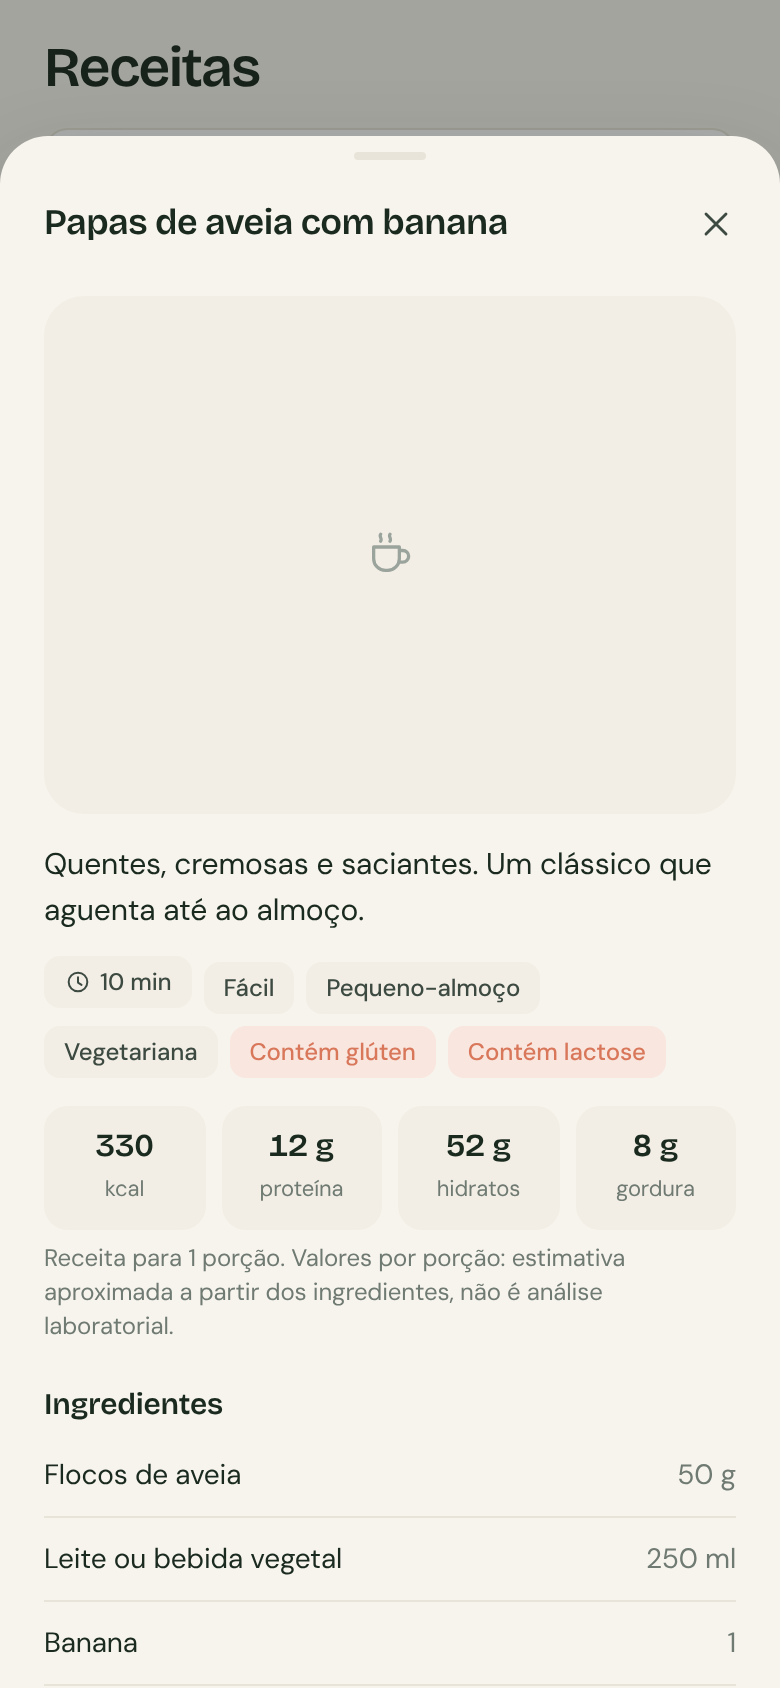 Receitas
Papas de aveia com banana
Quentes, cremosas e saciantes. Um clássico que
aguenta até ao almoço.
10 min
Fácil
Pequeno-almoço
Vegetariana
Contém glúten
Contém lactose
330
kcal
12 g
proteína
52 g
hidratos
8 g
gordura
Receita para 1 porção. Valores por porção: estimativa
aproximada a partir dos ingredientes, não é análise
laboratorial.
Ingredientes
Flocos de aveia 50 g
Leite ou bebida vegetal 250 ml
Banana 1